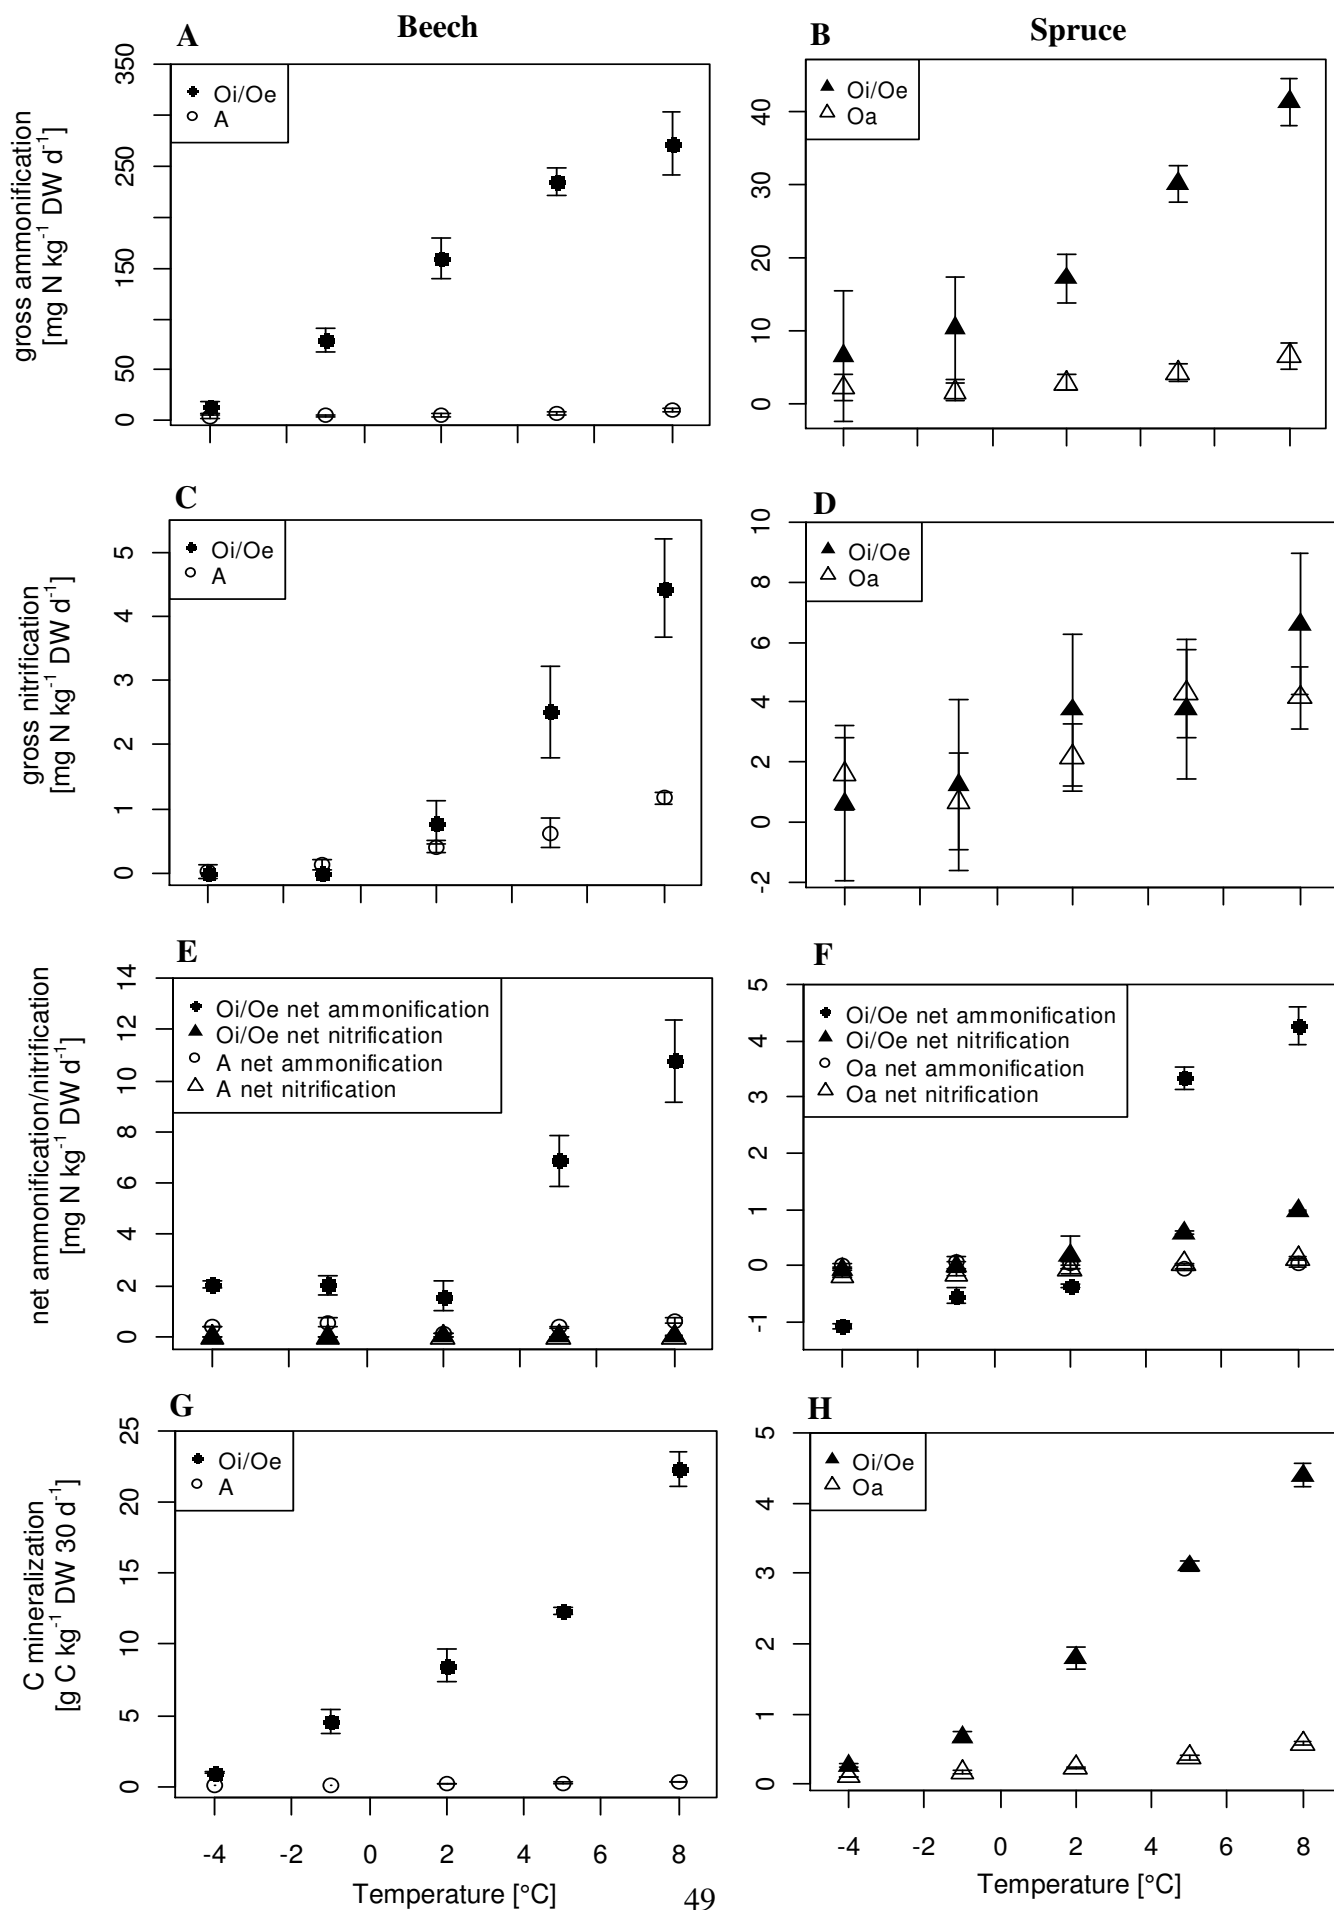 Beech
Spruce
A
350
250
150
50
0
gross ammonification
[mg N kg-1 DW d-1]
Oi/Oe
A
B
40
30
20
10
0
Oi/Oe
Oa
C
5
4
3
2
1
0
gross nitrification
[mg N kg-1 DW d-1]
Oi/Oe
A
D
10
8
6
4
2
0
-2
Oi/Oe
Oa
E
14
12
10
8
6
4
2
0
net ammonification/nitrification
[mg N kg-1 DW d-1]
Oi/Oe net ammonification
Oi/Oe net nitrification
A net ammonification
A net nitrification
F
5
4
3
2
1
0
-1
Oi/Oe net ammonification
Oi/Oe net nitrification
Oa net ammonification
Oa net nitrification
G
25
20
15
10
5
0
C mineralization
[g C kg-1 DW 30 d-1]
Oi/Oe
A
-4 -2 0 2 4 6 8
Temperature [°C]
H
5
4
3
2
1
0
Oi/Oe
Oa
-4 -2 0 2 4 6 8
Temperature [°C]
49